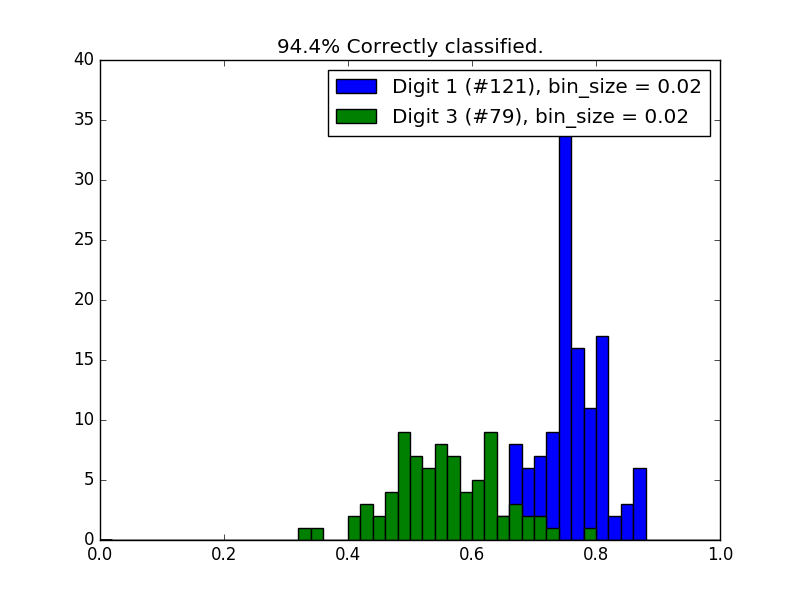 94.4% Correctly classified.
40
Digit 1 (#121), bin_size = 0.02
35
Digit 3 (#79), bin_size = 0.02
30
25
20
15
10
5
0
0.0 0.2 0.4 0.6 0.8 1.0